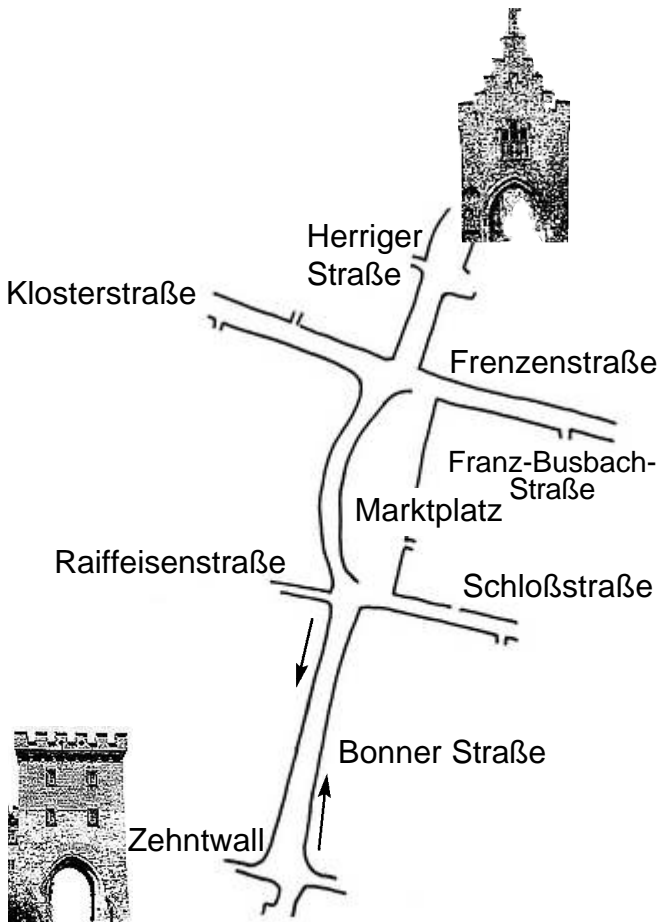 Herriger
Straße
Klosterstraße
Frenzenstraße
Franz-Busbach-
Straße
Marktplatz
Raiffeisenstraße
Schloßstraße
Bonner Straße
Zehntwall